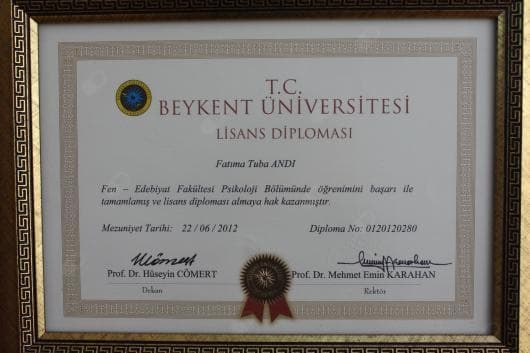 T.C.
BEYKENT ÜNİVERSİTESİ
LİSANS DİPLOMASI
Fatıma Tuba ANDI
Fen – Edebiyat Fakültesi Psikoloji Bölümünde öğrenimini başarı ile
tamamlamış ve lisans diploması almaya hak kazanmıştır.
Mezuniyet Tarihi: 22 / 06 / 2012 Diploma No: 0120120280
Prof. Dr. Hüseyin CÖMERT Prof. Dr. Mehmet Emin KARAHAN
Dekan Rektör